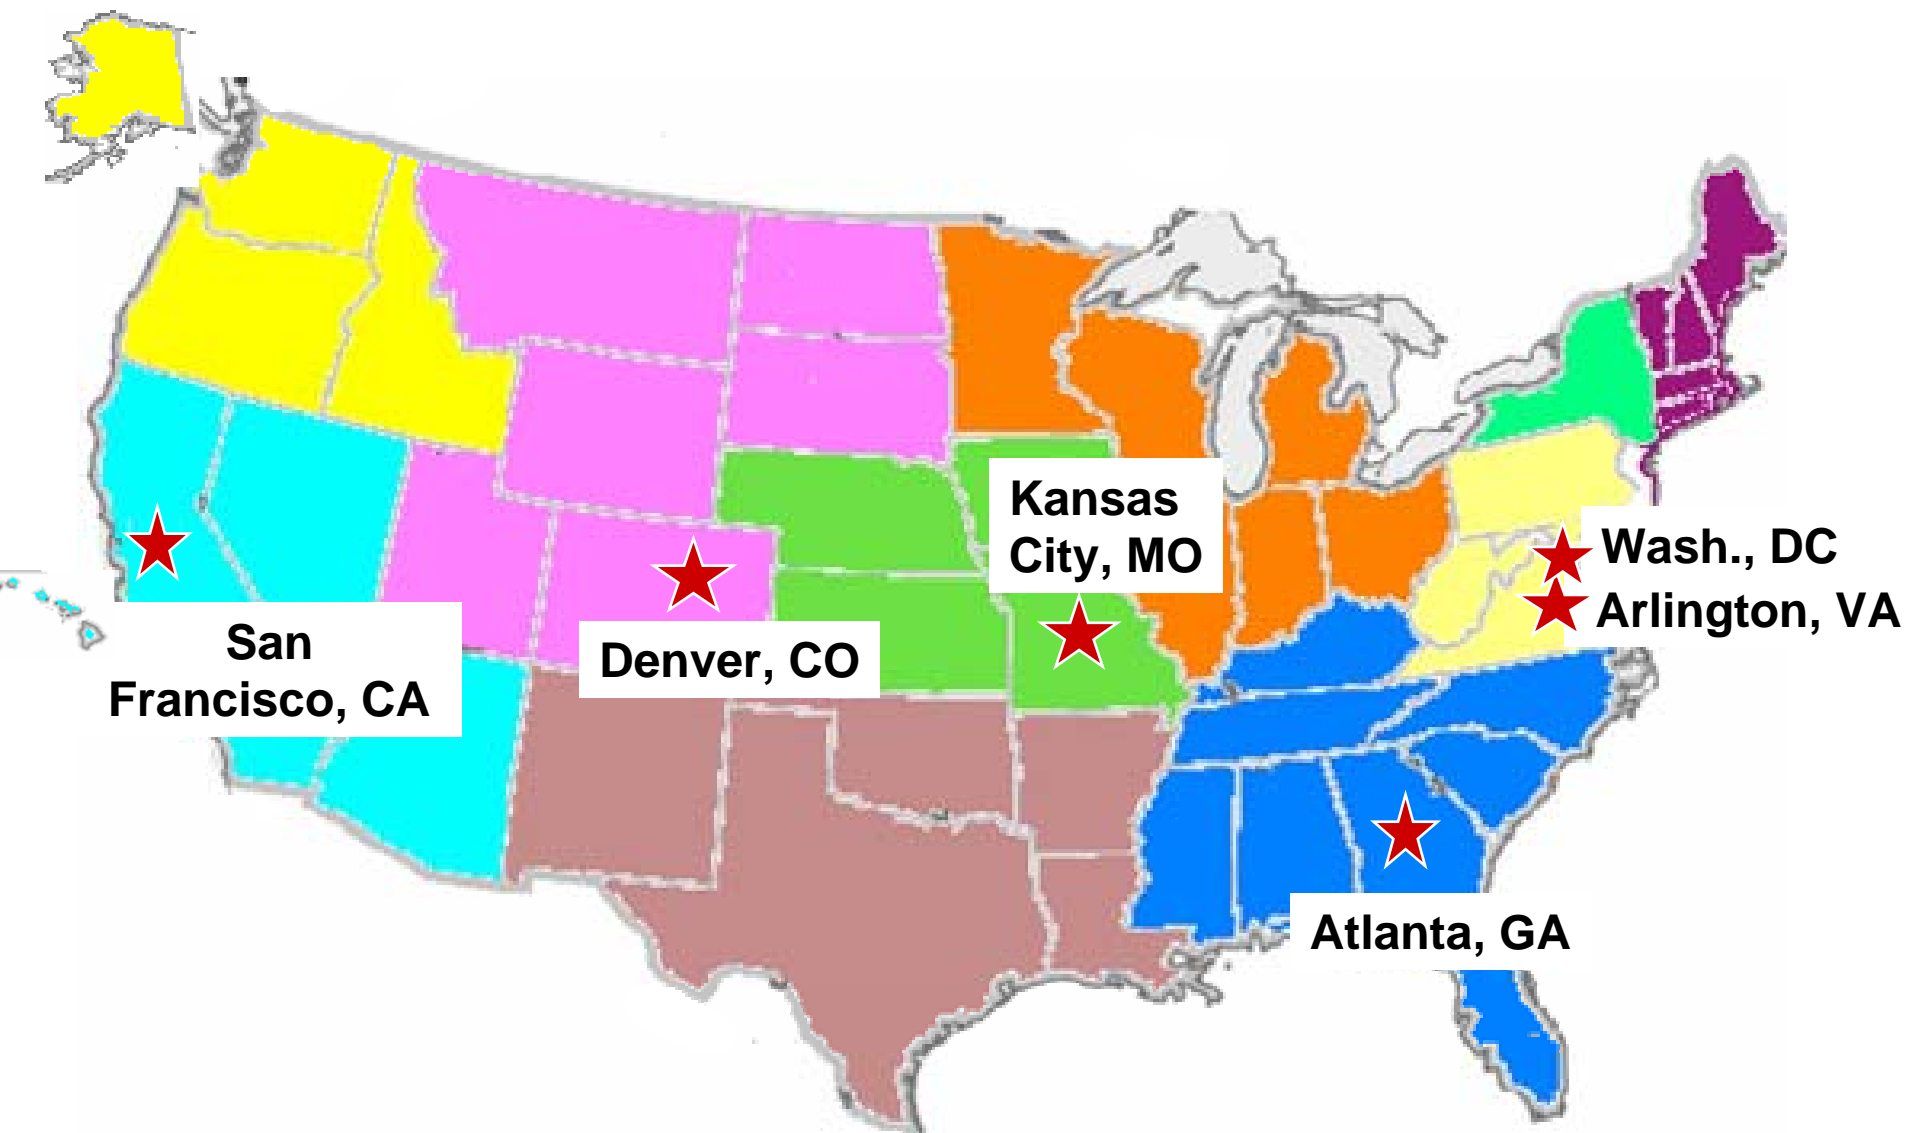 Kansas
City, MO
Wash., DC
Arlington, VA
San
Francisco, CA
Denver, CO
Atlanta, GA